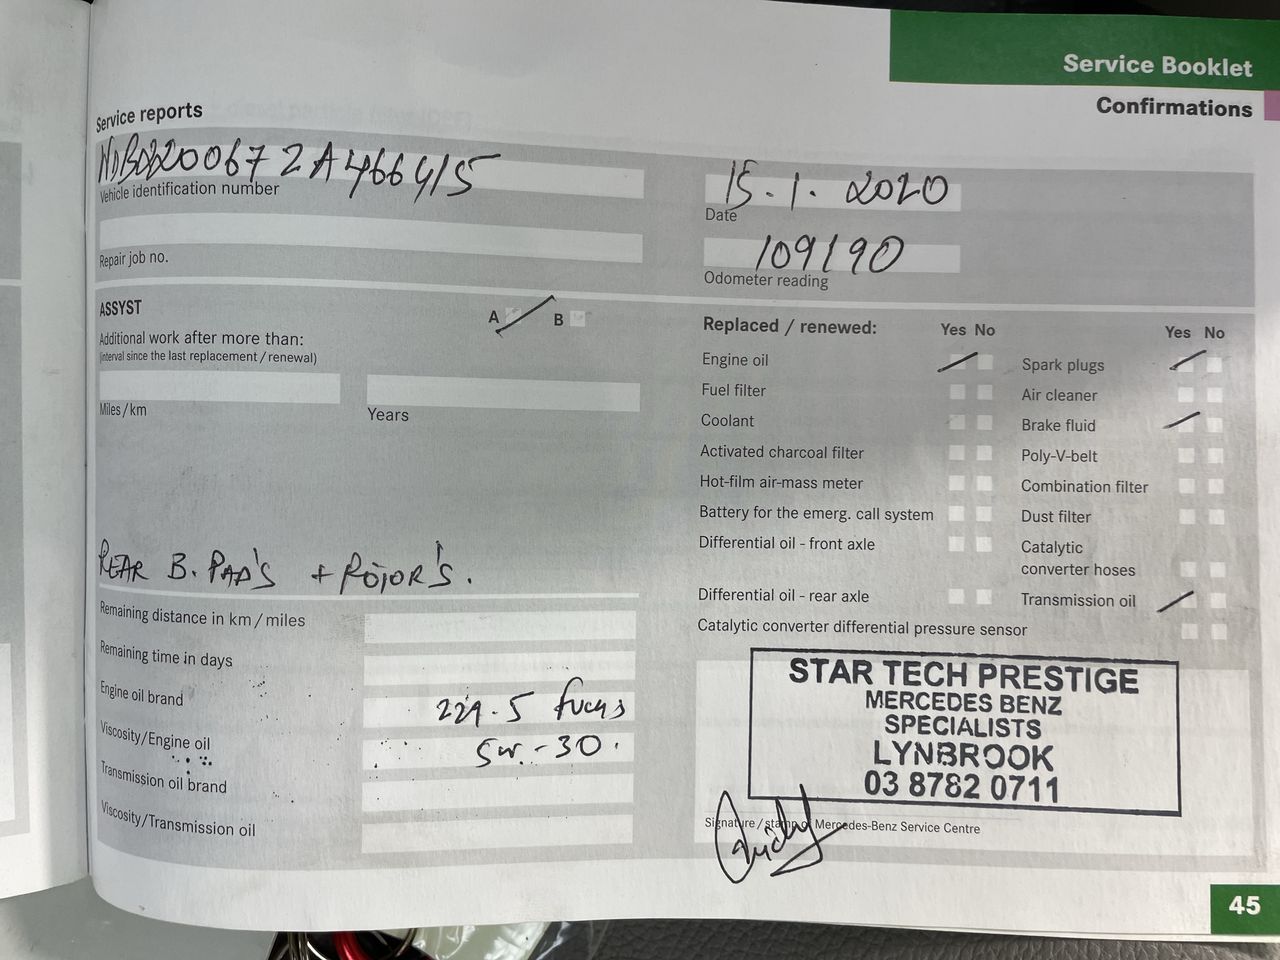 Service Booklet
Confirmations
Service reports
WDB2200672A466415
Vehicle identification number
15.1.2020
Date
Repair job no.
109190
Odometer reading
ASSYST
A B
Additional work after more than:
(interval since the last replacement / renewal)
Miles / km
Years
REAR B. PAD'S + ROTOR'S.
Remaining distance in km / miles
Remaining time in days
Engine oil brand
229.5 fucus
Viscosity/Engine oil
5w-30.
Transmission oil brand
Viscosity/Transmission oil
Replaced / renewed:
Yes No
Engine oil
Fuel filter
Coolant
Activated charcoal filter
Hot-film air-mass meter
Battery for the emerg. call system
Differential oil - front axle
Differential oil - rear axle
Catalytic converter differential pressure sensor
Yes No
Spark plugs
Air cleaner
Brake fluid
Poly-V-belt
Combination filter
Dust filter
Catalytic
converter hoses
Transmission oil
STAR TECH PRESTIGE
MERCEDES BENZ
SPECIALISTS
LYNBROOK
03 8782 0711
Signature / stamp of Mercedes-Benz Service Centre
45